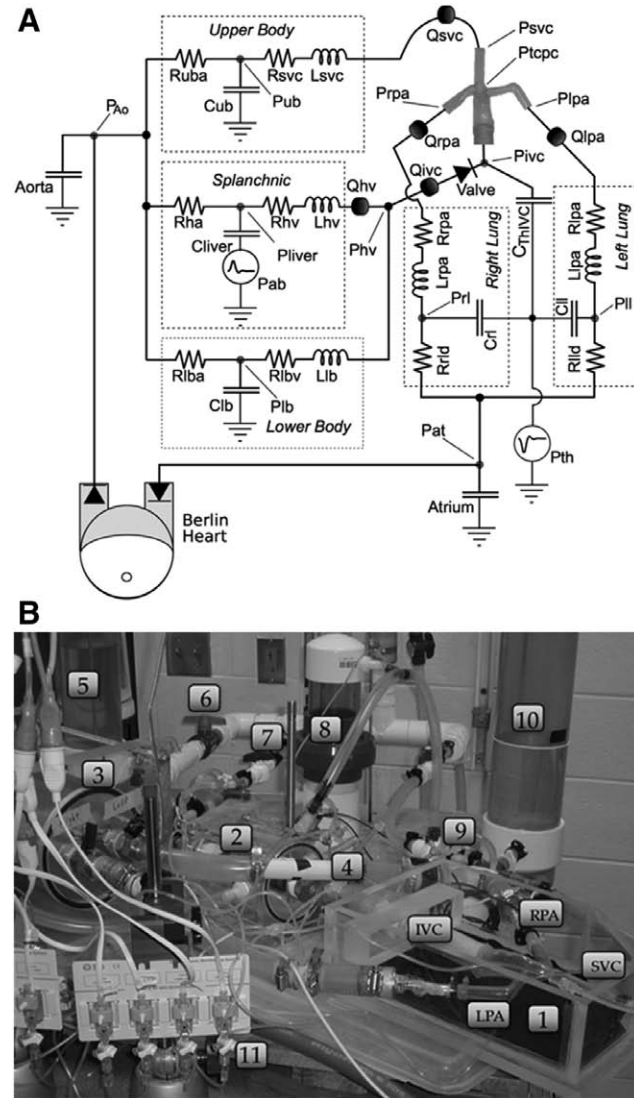 A
Upper Body
Ruba
Rsvc
Lsvc
Cub
Pub
Qsvc
Psvc
Ptcpc
Prpa
Plpa
Qrpa
Qlpa
Qivc
Pivc
Valve
PAo
Aorta
Splanchnic
Qhv
Rha
Rhv
Lhv
Cliver
Pliver
Phv
Pab
Rlba
Rlbv
Llb
Clb
Plb
Lower Body
Rrpa
Lrpa
Right Lung
CThIVC
Rlpa
Llpa
Left Lung
Prl
Crl
Cll
Pll
Rrld
Rlld
Pat
Pth
Atrium
Berlin
Heart
B
5
6
7
8
10
3
2
4
9
IVC
RPA
SVC
LPA
1
11